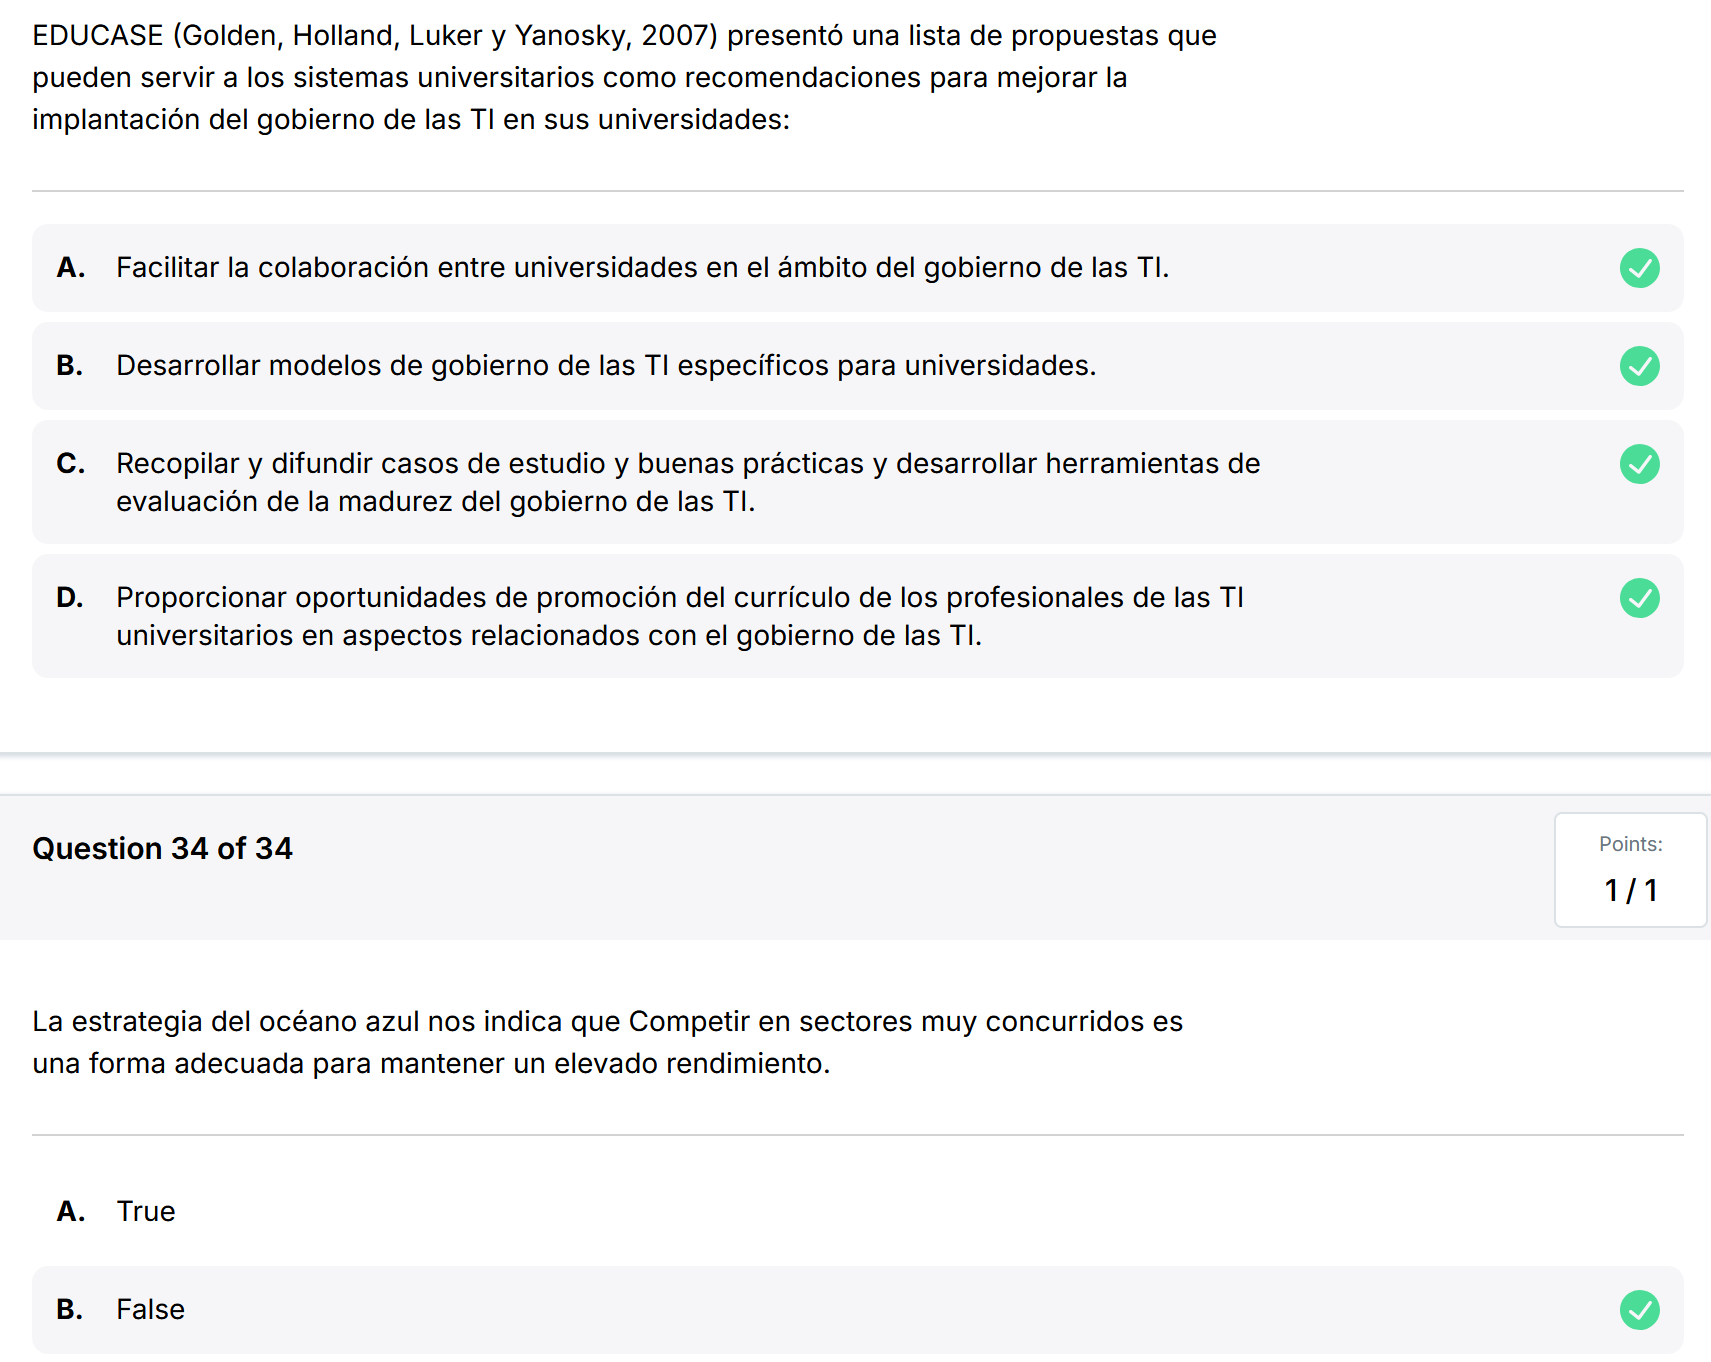 EDUCASE (Golden, Holland, Luker y Yanosky, 2007) presentó una lista de propuestas que
pueden servir a los sistemas universitarios como recomendaciones para mejorar la
implantación del gobierno de las TI en sus universidades:
A. Facilitar la colaboración entre universidades en el ámbito del gobierno de las TI.
B. Desarrollar modelos de gobierno de las TI específicos para universidades.
C. Recopilar y difundir casos de estudio y buenas prácticas y desarrollar herramientas de
evaluación de la madurez del gobierno de las TI.
D. Proporcionar oportunidades de promoción del currículo de los profesionales de las TI
universitarios en aspectos relacionados con el gobierno de las TI.
Question 34 of 34
Points:
1 / 1
La estrategia del océano azul nos indica que Competir en sectores muy concurridos es
una forma adecuada para mantener un elevado rendimiento.
A. True
B. False